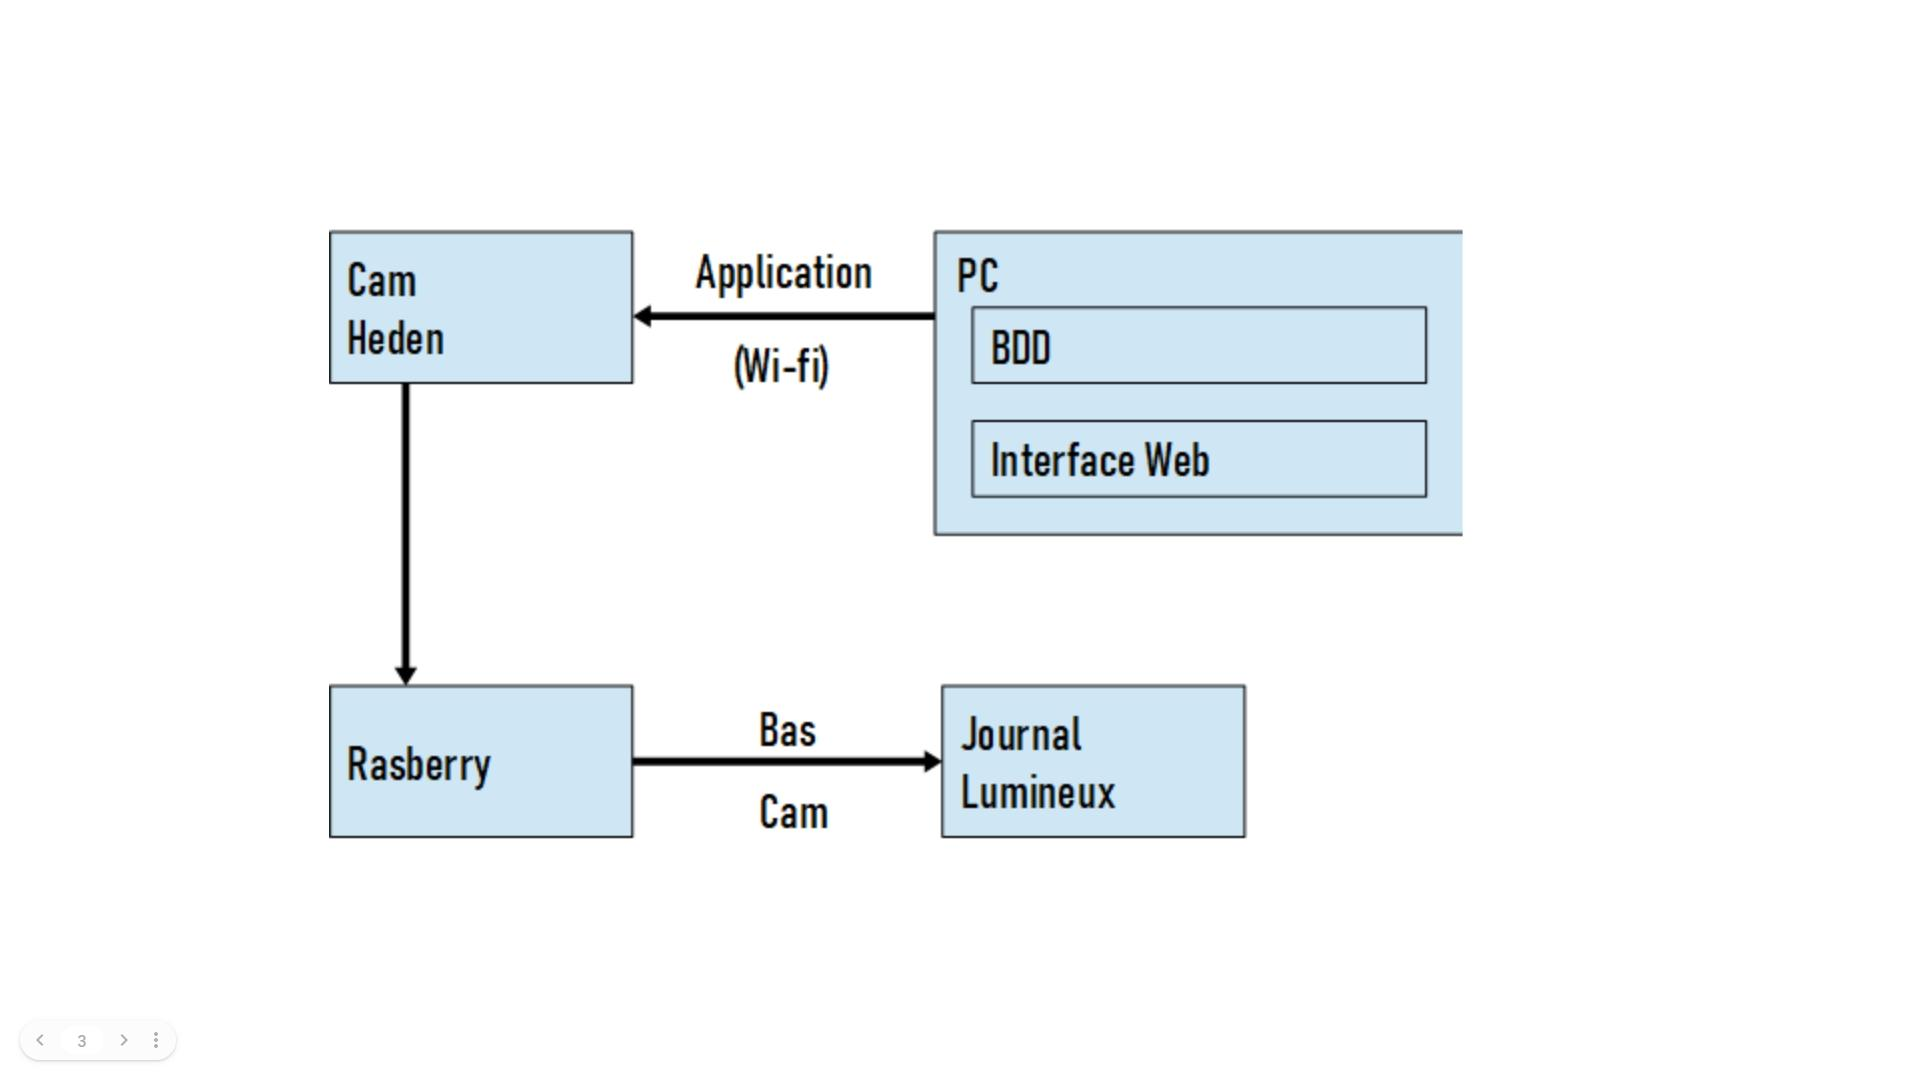 Cam
Heden
Application
(Wi-fi)
PC
BDD
Interface Web
Rasberry
Bas
Cam
Journal
Lumineux
3